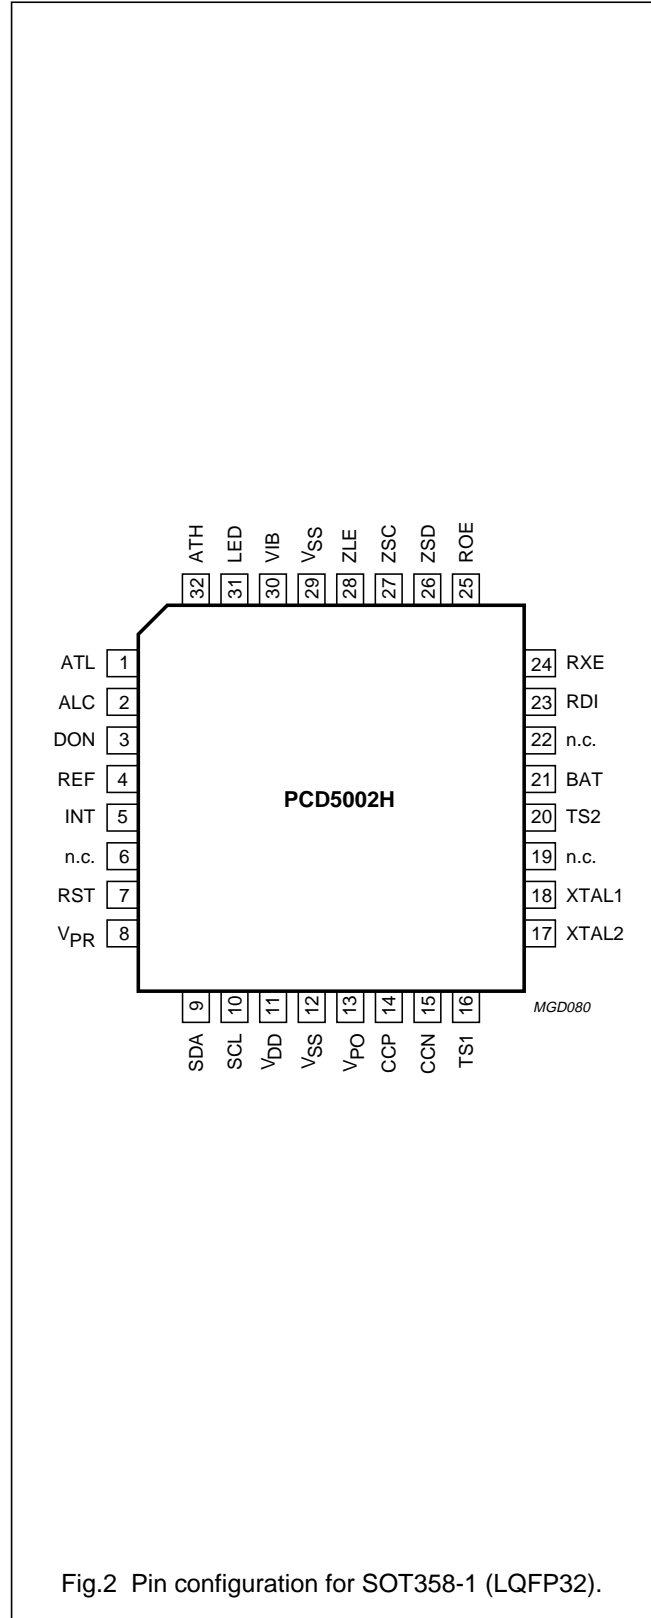 32 ATH
31 LED
30 VIB
29 VSS
28 ZLE
27 ZSC
26 ZSD
25 ROE
ATL 1
ALC 2
DON 3
REF 4
INT 5
n.c. 6
RST 7
VPR 8
PCD5002H
24 RXE
23 RDI
22 n.c.
21 BAT
20 TS2
19 n.c.
18 XTAL1
17 XTAL2
SDA 9
SCL 10
VDD 11
VSS 12
VPO 13
CCP 14
CCN 15
TS1 16
MGD080
Fig.2 Pin configuration for SOT358-1 (LQFP32).